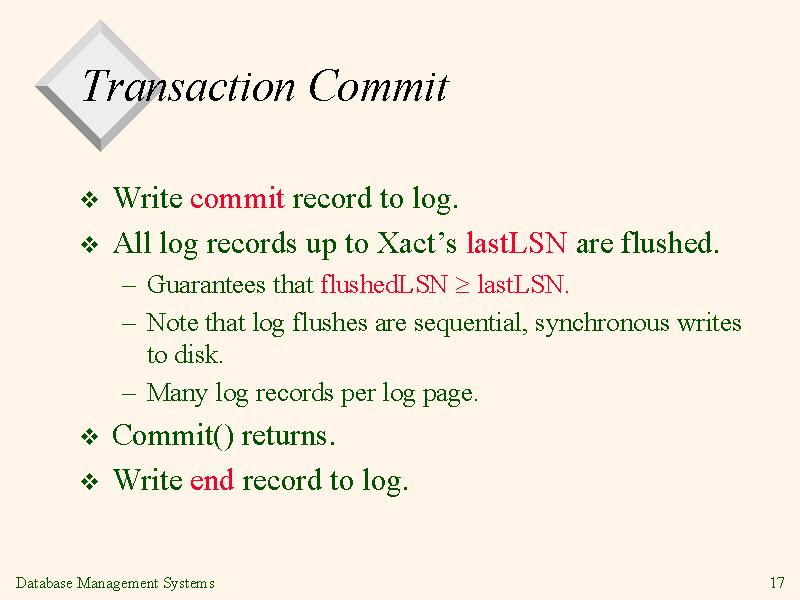 Transaction Commit
❖ Write commit record to log.
❖ All log records up to Xact’s lastLSN are flushed.
– Guarantees that flushedLSN ≥ lastLSN.
– Note that log flushes are sequential, synchronous writes
to disk.
– Many log records per log page.
❖ Commit() returns.
❖ Write end record to log.
Database Management Systems
17